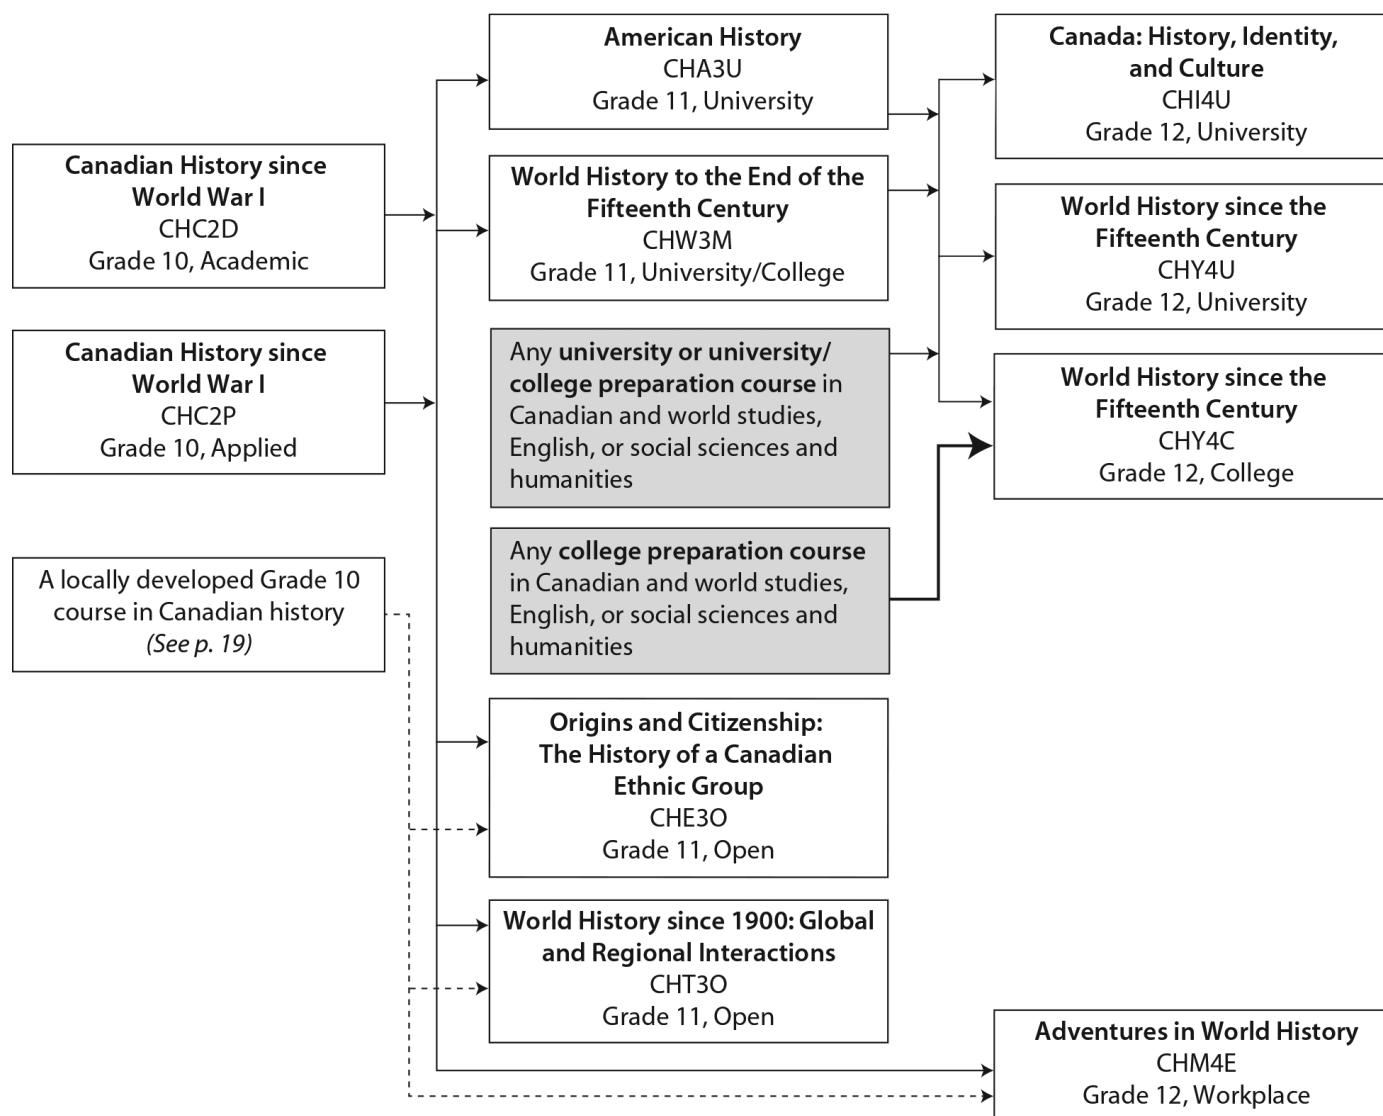 Canadian History since
World War I
CHC2D
Grade 10, Academic
Canadian History since
World War I
CHC2P
Grade 10, Applied
A locally developed Grade 10
course in Canadian history
(See p. 19)
American History
CHA3U
Grade 11, University
World History to the End of the
Fifteenth Century
CHW3M
Grade 11, University/College
Any university or university/
college preparation course in
Canadian and world studies,
English, or social sciences and
humanities
Any college preparation course
in Canadian and world studies,
English, or social sciences and
humanities
Origins and Citizenship:
The History of a Canadian
Ethnic Group
CHE3O
Grade 11, Open
World History since 1900: Global
and Regional Interactions
CHT3O
Grade 11, Open
Canada: History, Identity,
and Culture
CHI4U
Grade 12, University
World History since the
Fifteenth Century
CHY4U
Grade 12, University
World History since the
Fifteenth Century
CHY4C
Grade 12, College
Adventures in World History
CHM4E
Grade 12, Workplace